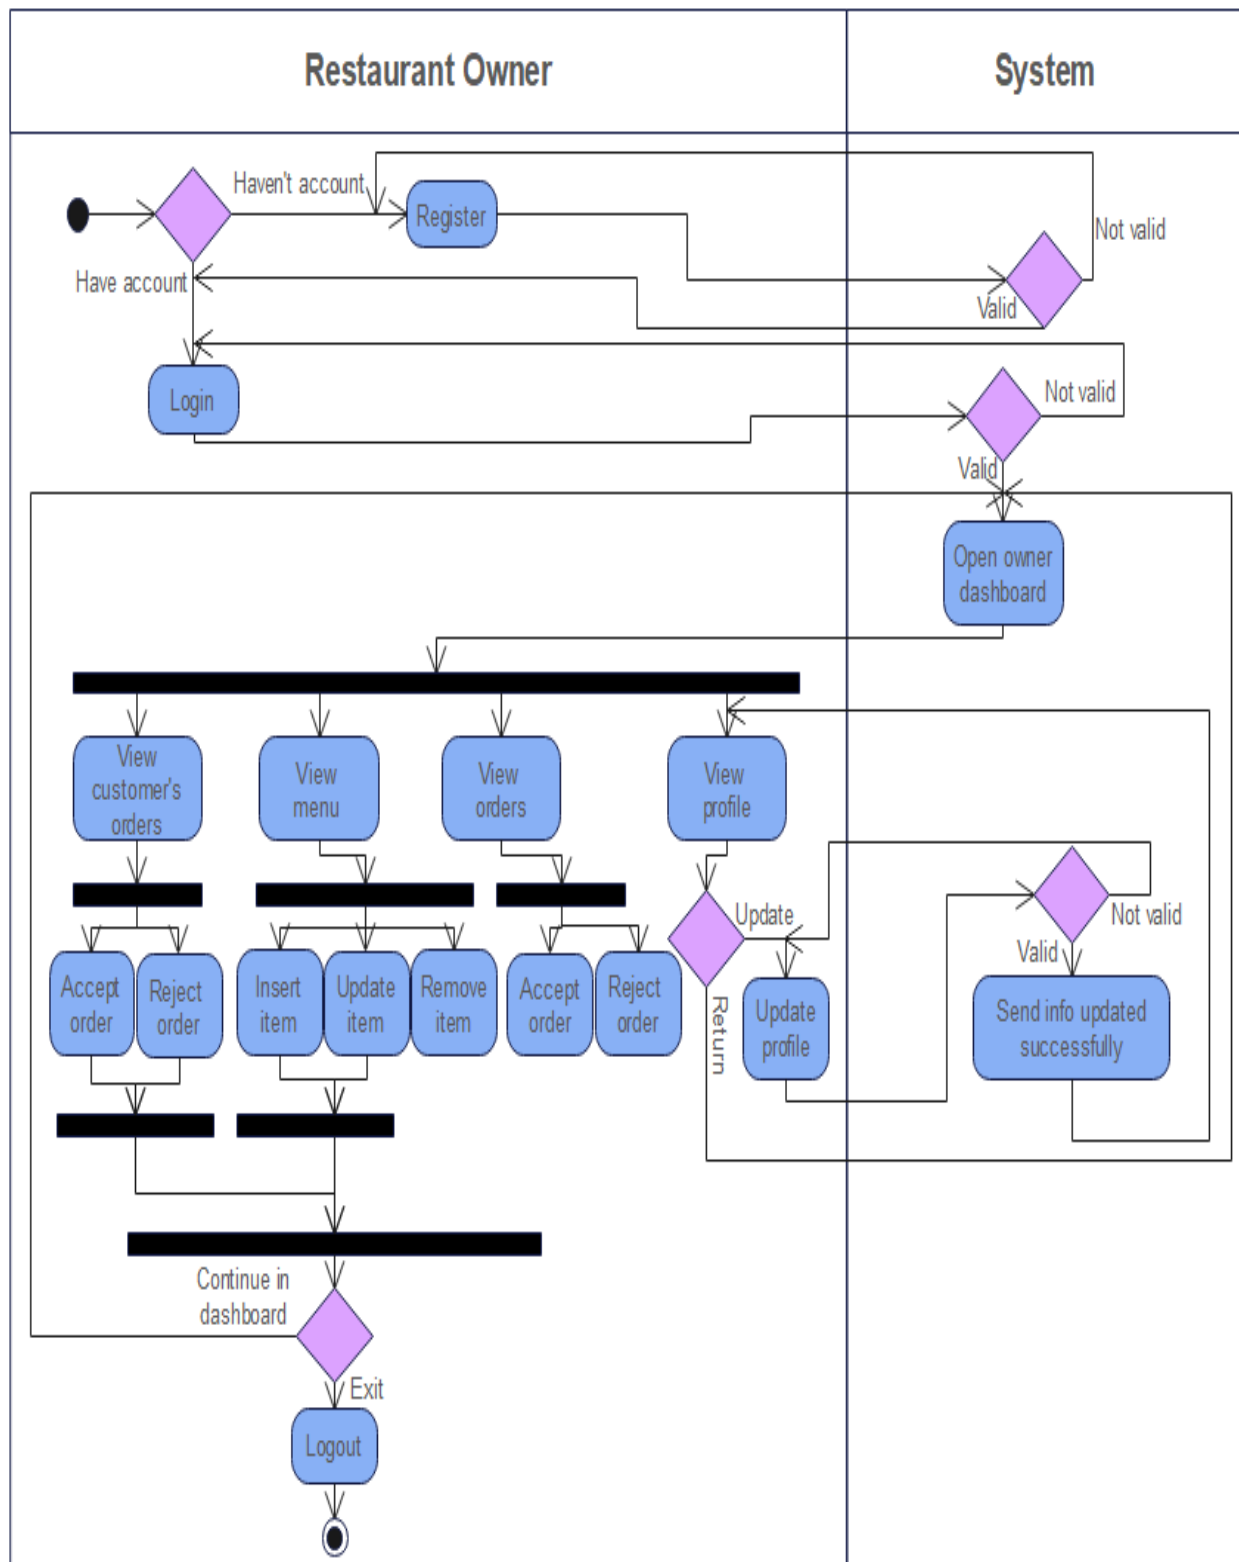 Restaurant Owner
System
Haven't account
Register
Not valid
Have account
Valid
Login
Not valid
Valid
Open owner
dashboard
View
customer's
orders
View
menu
View
orders
View
profile
Update
Not valid
Valid
Accept
order
Reject
order
Insert
item
Update
item
Remove
item
Accept
order
Reject
order
Return
Update
profile
Send info updated
successfully
Continue in
dashboard
Exit
Logout